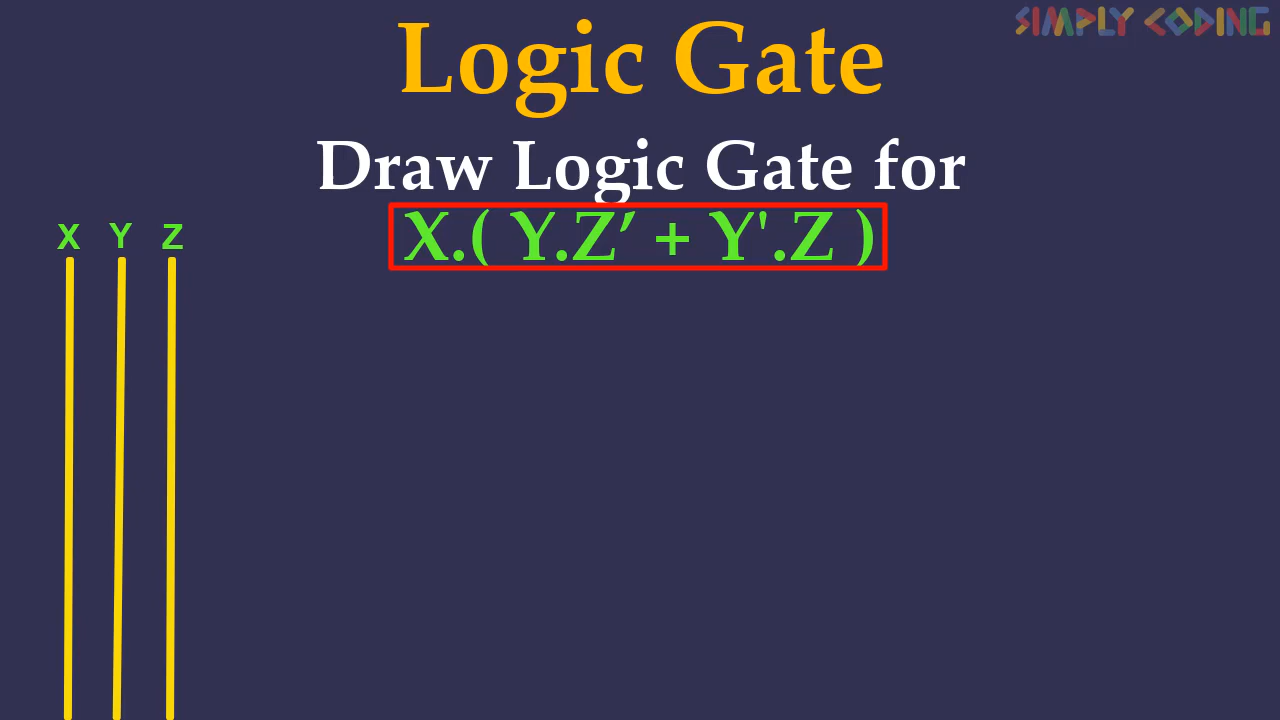 SIMPLY CODING
Logic Gate
Draw Logic Gate for
X.( Y.Z’ + Y'.Z )
X Y Z